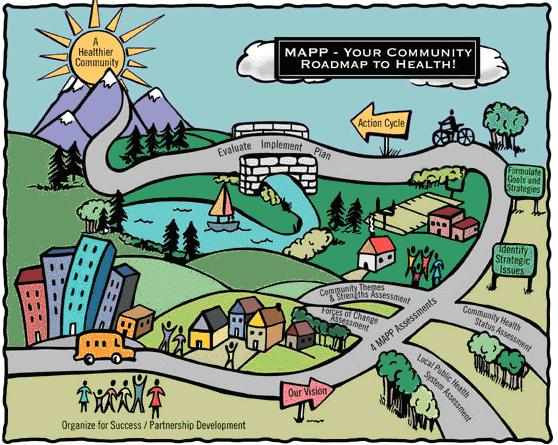 A
Healthier
Community
MAPP - Your Community
Roadmap to Health!
Action Cycle
Evaluate Implement Plan
Formulate
Goals and
Strategies
Identify
Strategic
Issues
Community Themes
& Strengths Assessment
Forces of Change
Assessment
4 MAPP Assessments
Community Health
Status Assessment
Local Public Health
System Assessment
Our Vision
Organize for Success / Partnership Development